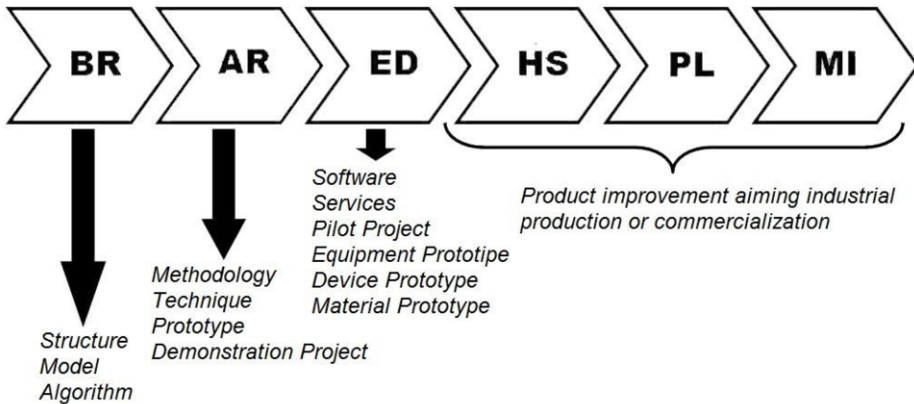 BR
AR
ED
HS
PL
MI
Structure
Model
Algorithm
Methodology
Technique
Prototype
Demonstration Project
Software
Services
Pilot Project
Equipment Prototipe
Device Prototype
Material Prototype
Product improvement aiming industrial
production or commercialization